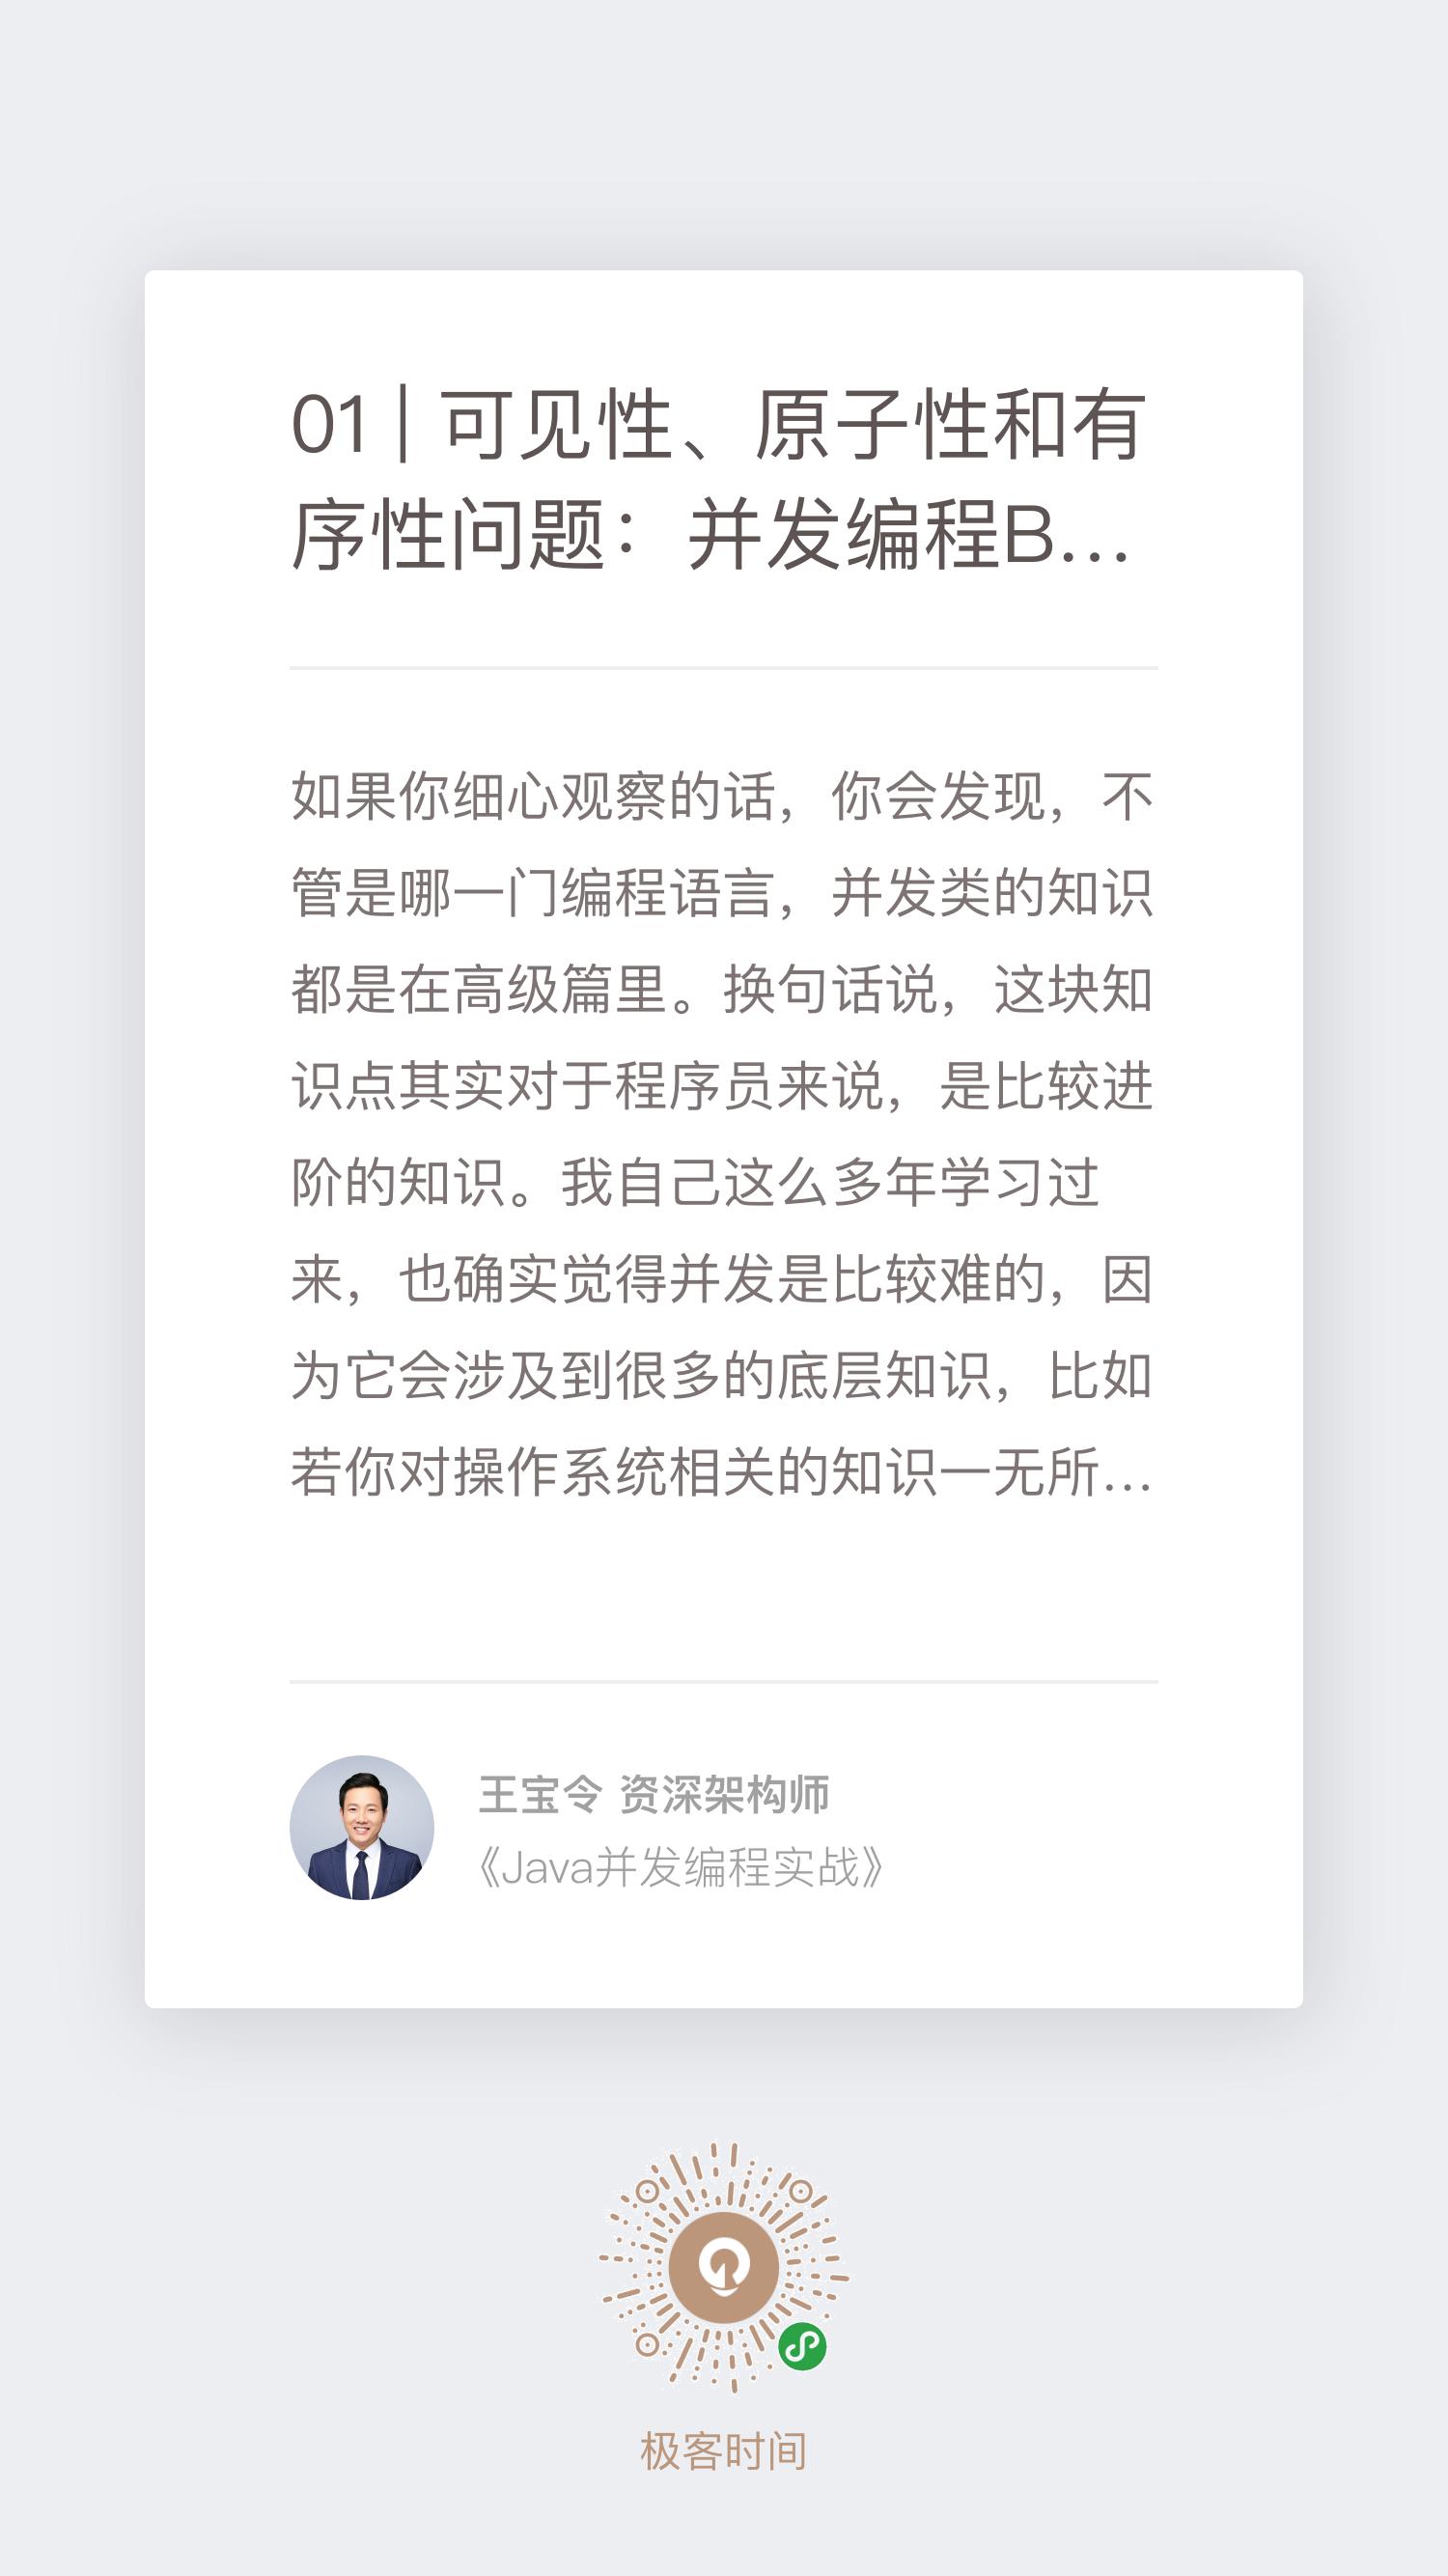 01 | 可见性、原子性和有
序性问题：并发编程B...
如果你细心观察的话，你会发现，不
管是哪一门编程语言，并发类的知识
都是在高级篇里。换句话说，这块知
识点其实对于程序员来说，是比较进
阶的知识。我自己这么多年学习过
来，也确实觉得并发是比较难的，因
为它会涉及到很多的底层知识，比如
若你对操作系统相关的知识一无所...
王宝令 资深架构师
《Java并发编程实战》
极客时间